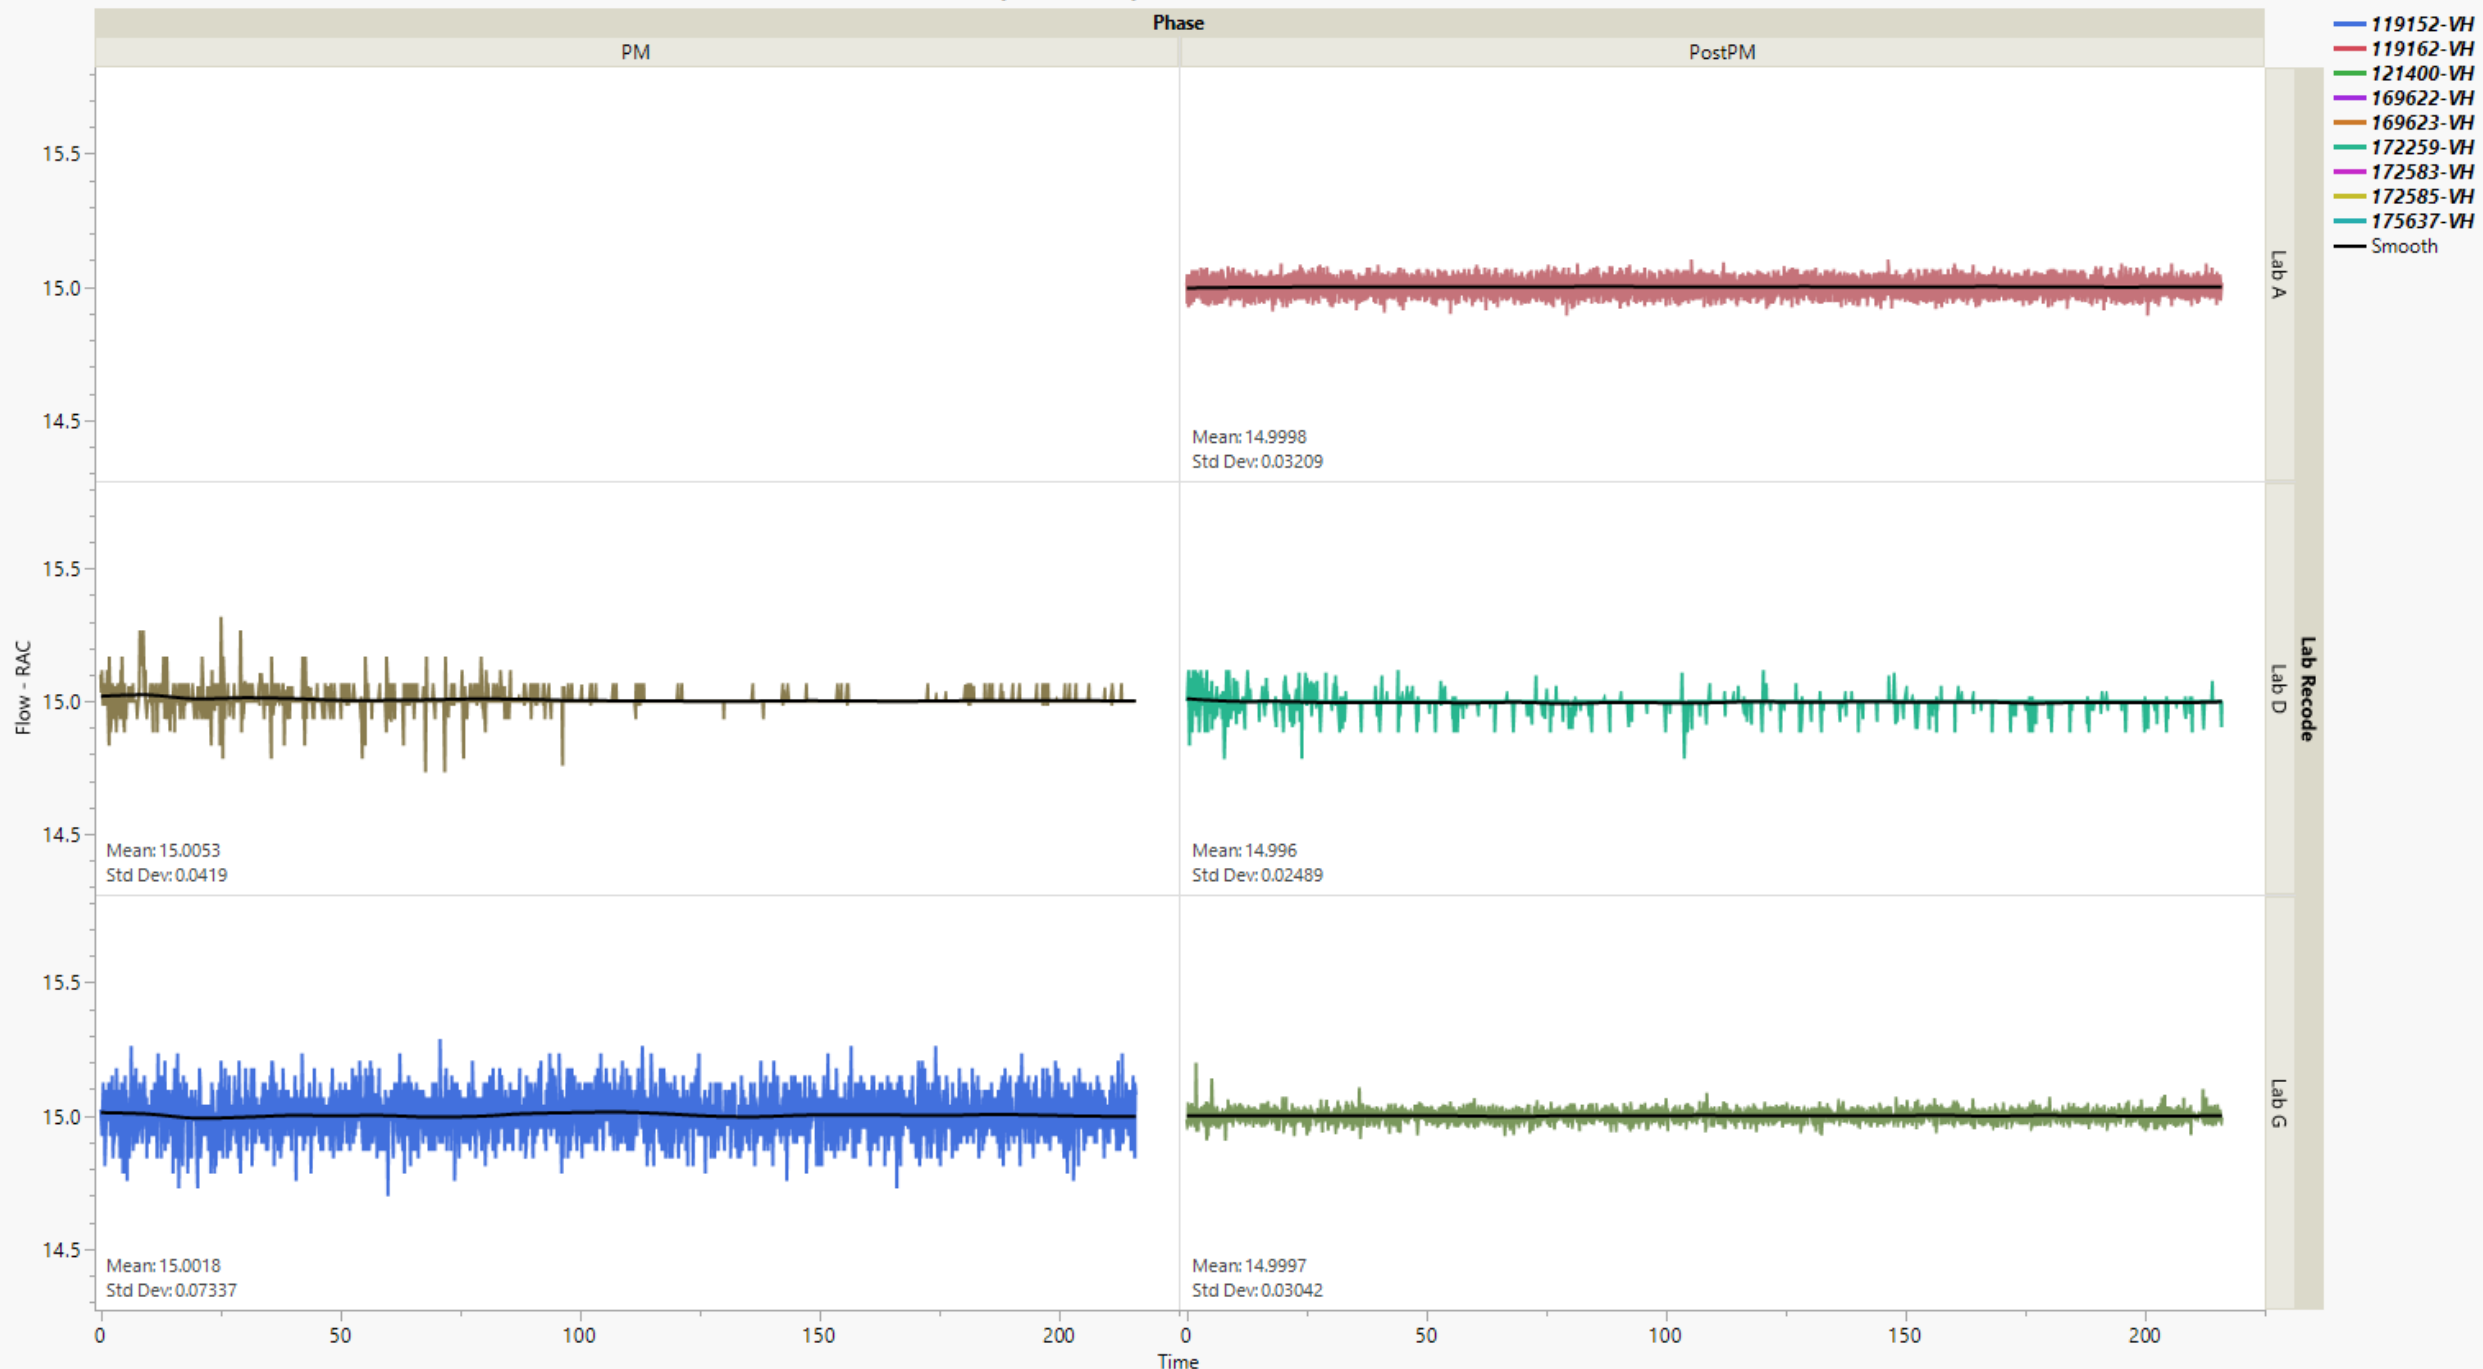 Phase
PM
PostPM
119152-VH
119162-VH
121400-VH
169622-VH
169623-VH
172259-VH
172583-VH
172585-VH
175637-VH
Smooth
Flow - RAC
15.5
15.0
14.5
Mean: 14.9998
Std Dev: 0.03209
Lab A
15.5
15.0
14.5
Mean: 15.0053
Std Dev: 0.0419
Mean: 14.996
Std Dev: 0.02489
Lab D
Lab Recode
15.5
15.0
14.5
Mean: 15.0018
Std Dev: 0.07337
Mean: 14.9997
Std Dev: 0.03042
Lab G
0 50 100 150 200 0 50 100 150 200
Time